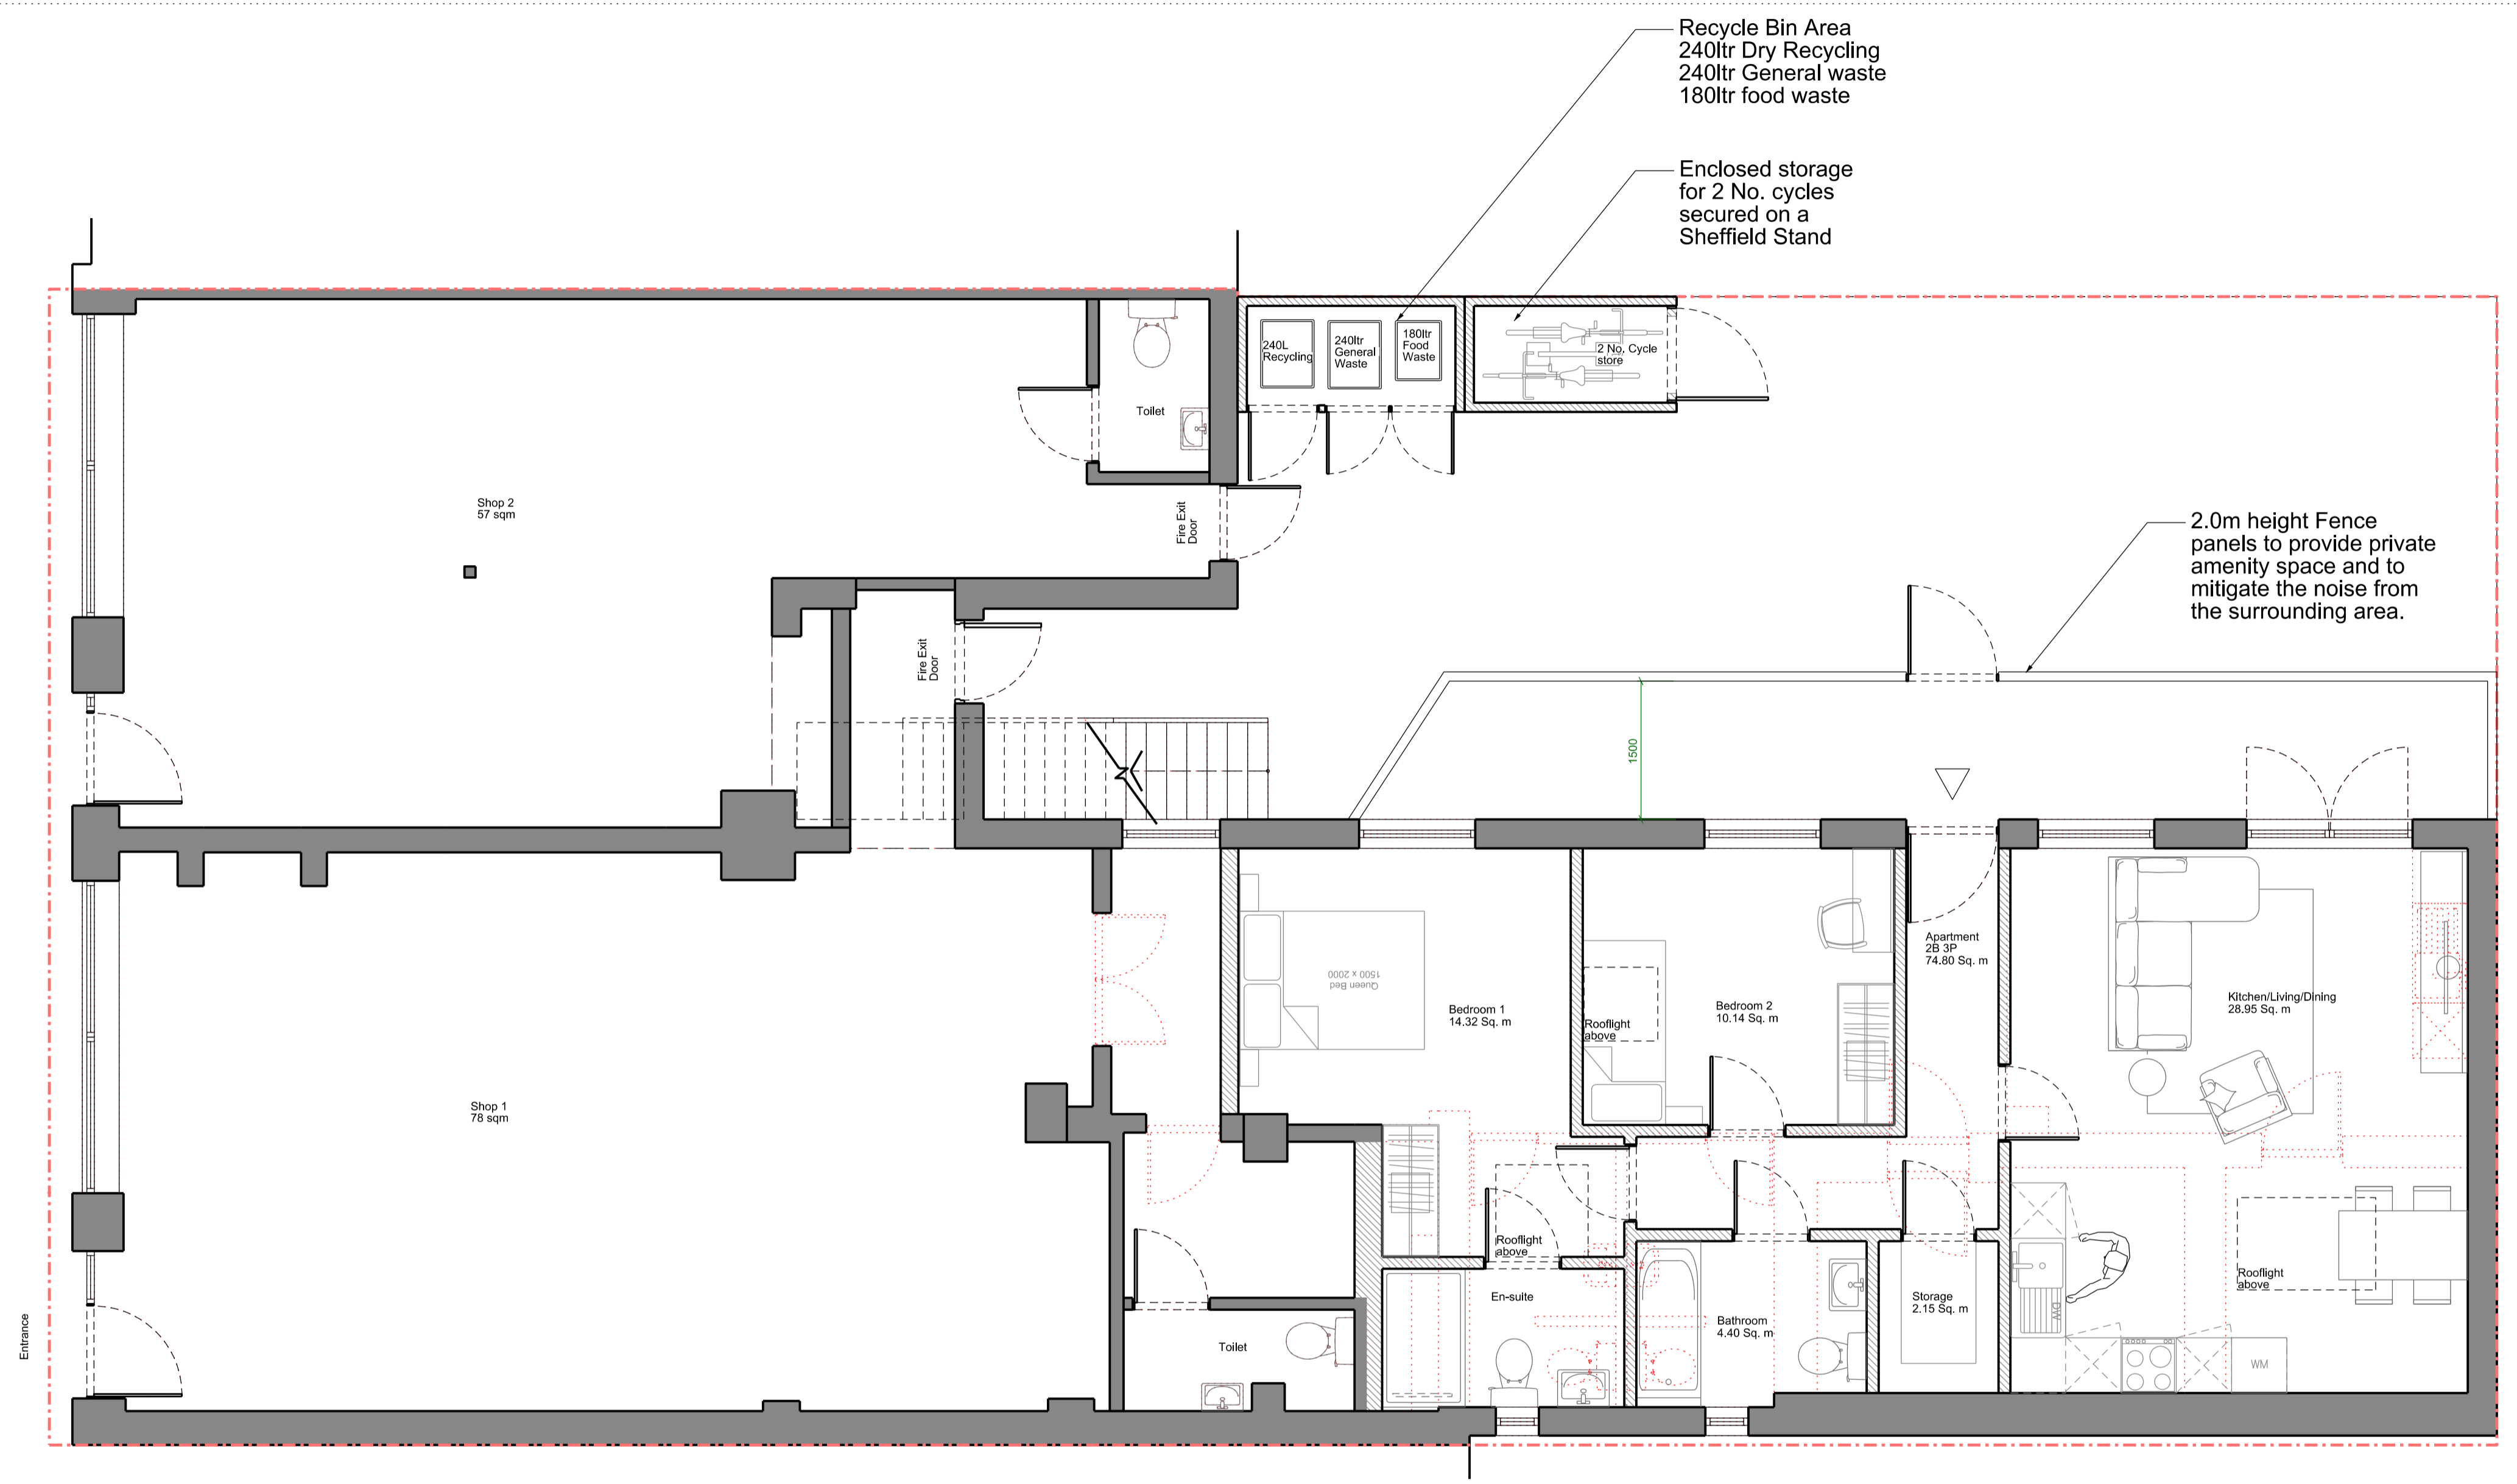 Recycle Bin Area
240ltr Dry Recycling
240ltr General waste
180ltr food waste
Enclosed storage
for 2 No. cycles
secured on a
Sheffield Stand
240L
Recycling
240ltr
General
Waste
180ltr
Food
Waste
2 No. Cycle
store
Toilet
Shop 2
57 sqm
Fire Exit
Door
2.0m height Fence
panels to provide private
amenity space and to
mitigate the noise from
the surrounding area.
Fire Exit
Door
1500
Apartment
2B 3P
74.80 Sq. m
Queen Bed
1500 x 2000
Bedroom 1
14.32 Sq. m
Bedroom 2
10.14 Sq. m
Rooflight
above
Kitchen/Living/Dining
28.95 Sq. m
Shop 1
78 sqm
Rooflight
above
Rooflight
above
En-suite
Storage
2.15 Sq. m
Bathroom
4.40 Sq. m
DW
Entrance
Toilet
WM